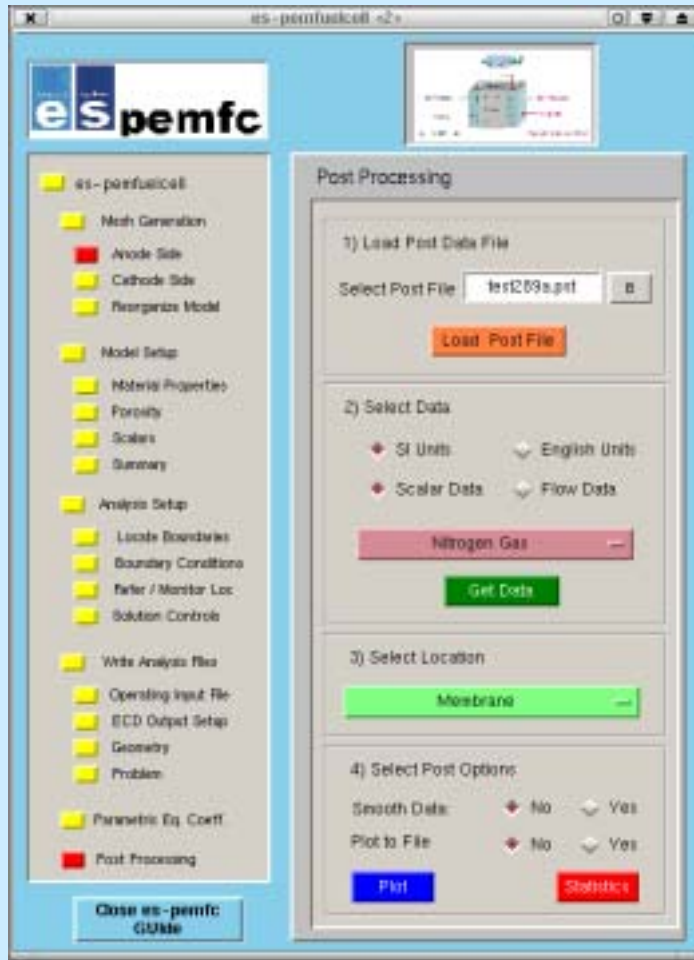 es-pemfuelcell <2>
es pemfc
es-pemfuelcell
Mesh Generation
Anode Side
Cathode Side
Reorganize Model
Model Setup
Material Properties
Porosity
Scalars
Summary
Analysis Setup
Locate Boundaries
Boundary Conditions
Refer / Monitor Loc
Solution Controls
Write Analysis Files
Operating Input File
ECD Output Setup
Geometry
Problem
Parametric Eq. Coeff.
Post Processing
Close es-pemfc
GUIde
Post Processing
1) Load Post Data File
Select Post File test289a.pst B
Load Post File
2) Select Data
SI Units English Units
Scalar Data Flow Data
Nitrogen Gas
Get Data
3) Select Location
Membrane
4) Select Post Options
Smooth Data: No Yes
Plot to File No Yes
Plot Statistics